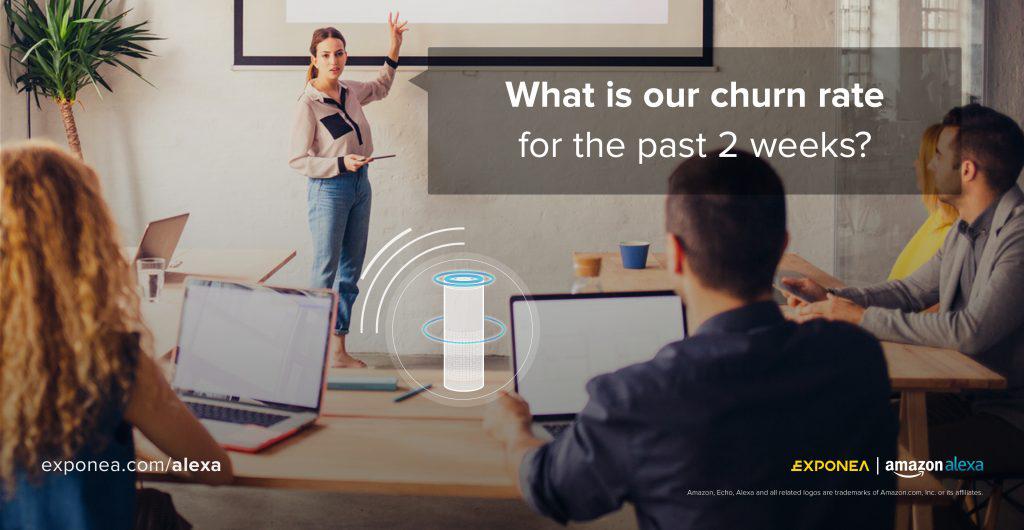 What is our churn rate
for the past 2 weeks?
exponea.com/alexa
EXPONEA | amazon alexa
Amazon, Echo, Alexa and all related logos are trademarks of Amazon.com, Inc. or its affiliates.